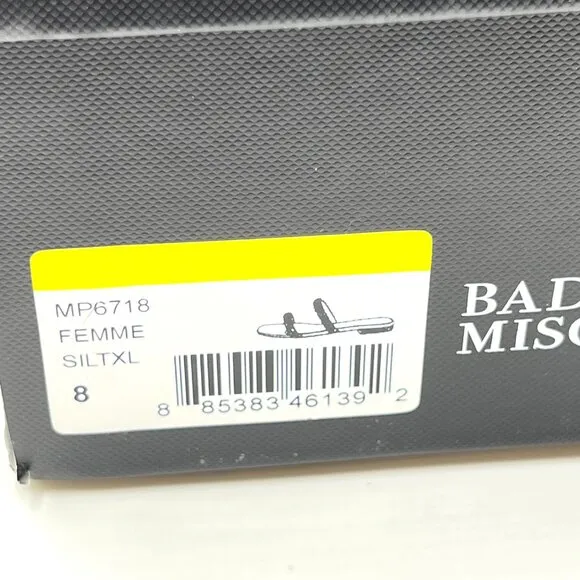 MP6718
FEMME
SILTXL
8
8 85383 46139 2
BAD
MISC